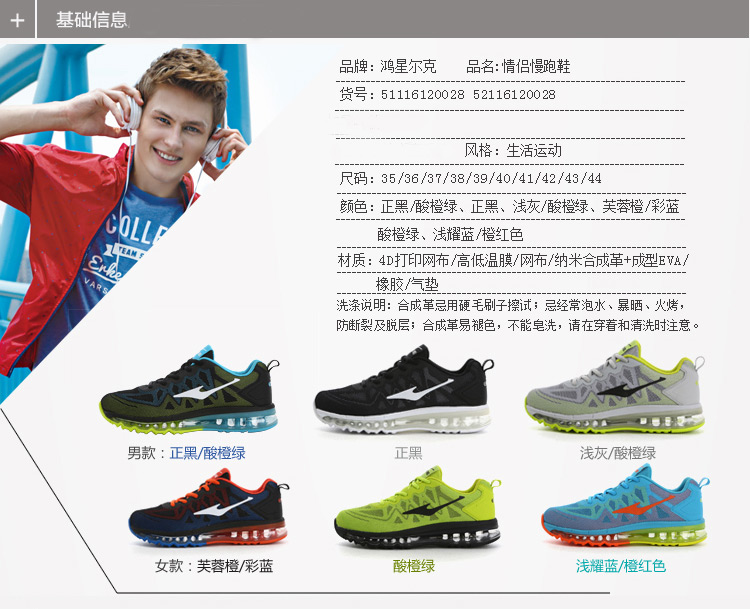 基础信息
品牌：鸿星尔克 品名:情侣慢跑鞋
货号：51116120028 52116120028
风格：生活运动
尺码：35/36/37/38/39/40/41/42/43/44
颜色：正黑/酸橙绿、正黑、浅灰/酸橙绿、芙蓉橙/彩蓝
酸橙绿、浅耀蓝/橙红色
材质：4D打印网布/高低温膜/网布/纳米合成革+成型EVA/
橡胶/气垫
洗涤说明：合成革忌用硬毛刷子擦试；忌经常泡水、暴晒、火烤，
防断裂及脱层；合成革易褪色，不能皂洗，请在穿着和清洗时注意。
COLLE
TEAM
Erke
VARS
男款：正黑/酸橙绿
正黑
浅灰/酸橙绿
女款：芙蓉橙/彩蓝
酸橙绿
浅耀蓝/橙红色